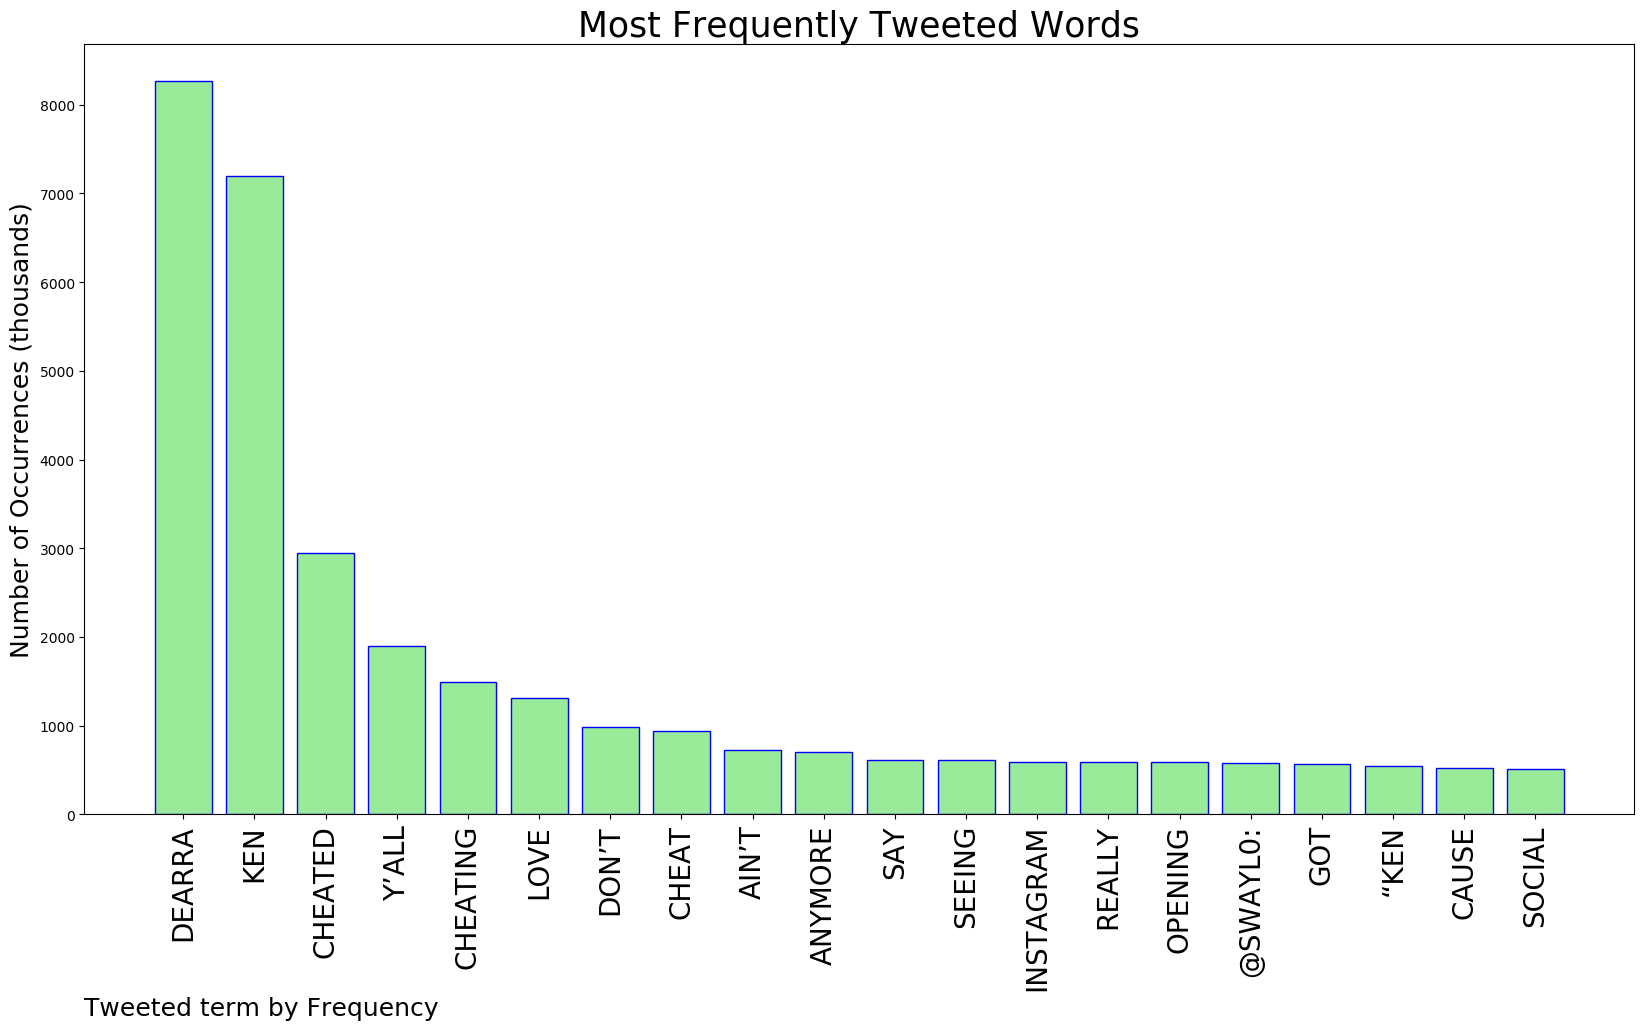 Most Frequently Tweeted Words
Number of Occurrences (thousands)
8000
7000
6000
5000
4000
3000
2000
1000
0
DEARRA
KEN
CHEATED
Y’ALL
CHEATING
LOVE
DON’T
CHEAT
AIN’T
ANYMORE
SAY
SEEING
INSTAGRAM
REALLY
OPENING
@SWAYL0:
GOT
“KEN
CAUSE
SOCIAL
Tweeted term by Frequency